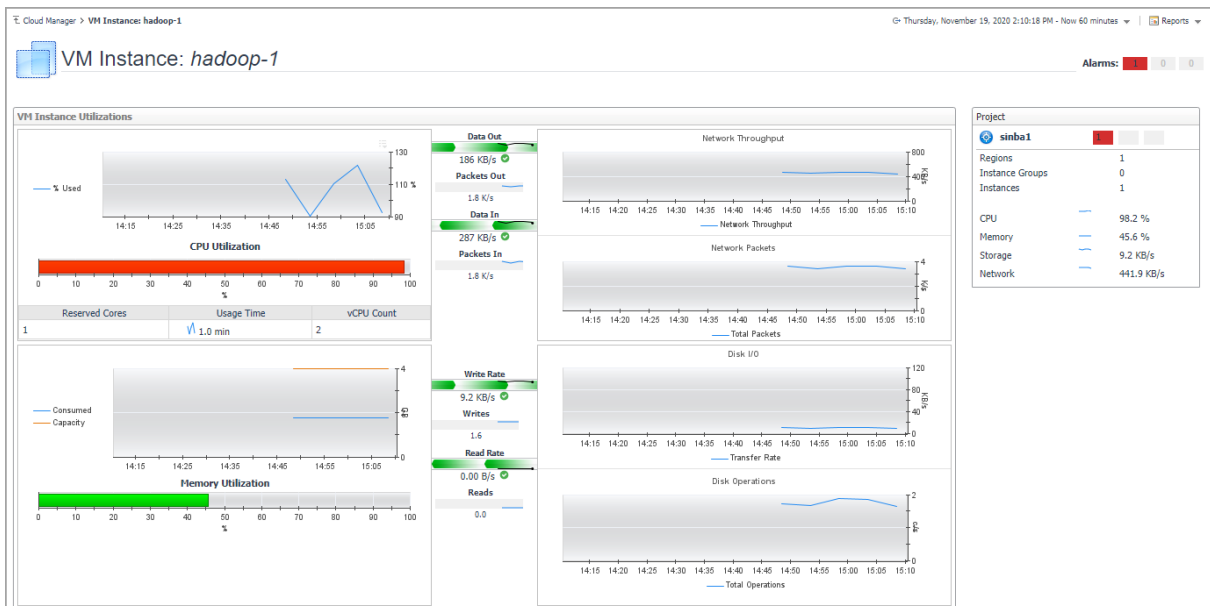 Cloud Manager > VM Instance: hadoop-1
Thursday, November 19, 2020 2:10:18 PM - Now 60 minutes | Reports
VM Instance: hadoop-1
Alarms: 1 0 0
VM Instance Utilizations
% Used
130
110 %
90
14:15 14:25 14:35 14:45 14:55 15:05
CPU Utilization
0 10 20 30 40 50 60 70 80 90 100
%
Reserved Cores Usage Time vCPU Count
1 1.0 min 2
Consumed
Capacity
4
GB
0
14:15 14:25 14:35 14:45 14:55 15:05
Memory Utilization
0 10 20 30 40 50 60 70 80 90 100
%
Data Out
186 KB/s
Packets Out
1.8 K/s
Data In
287 KB/s
Packets In
1.8 K/s
Write Rate
9.2 KB/s
Writes
1.6
Read Rate
0.00 B/s
Reads
0.0
Network Throughput
800
400
KB/s
0
14:15 14:20 14:25 14:30 14:35 14:40 14:45 14:50 14:55 15:00 15:05 15:10
Network Throughput
Network Packets
4
K/s
0
14:15 14:20 14:25 14:30 14:35 14:40 14:45 14:50 14:55 15:00 15:05 15:10
Total Packets
Disk I/O
120
80
KB/s
40
0
14:15 14:20 14:25 14:30 14:35 14:40 14:45 14:50 14:55 15:00 15:05 15:10
Transfer Rate
Disk Operations
2
c/s
0
14:15 14:20 14:25 14:30 14:35 14:40 14:45 14:50 14:55 15:00 15:05 15:10
Total Operations
Project
sinba1 1
Regions 1
Instance Groups 0
Instances 1
CPU 98.2 %
Memory 45.6 %
Storage 9.2 KB/s
Network 441.9 KB/s